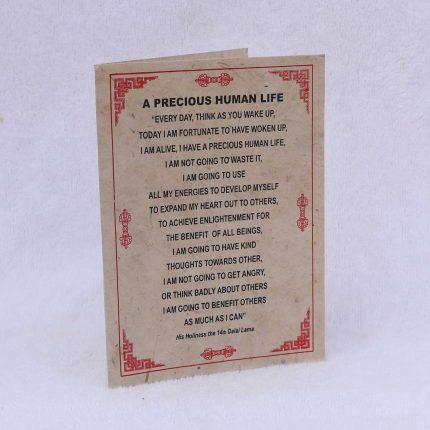 A PRECIOUS HUMAN LIFE
"EVERY DAY, THINK AS YOU WAKE UP,
TODAY I AM FORTUNATE TO HAVE WOKEN UP,
I AM ALIVE, I HAVE A PRECIOUS HUMAN LIFE,
I AM NOT GOING TO WASTE IT,
I AM GOING TO USE
ALL MY ENERGIES TO DEVELOP MYSELF
TO EXPAND MY HEART OUT TO OTHERS,
TO ACHIEVE ENLIGHTENMENT FOR
THE BENEFIT OF ALL BEINGS,
I AM GOING TO HAVE KIND
THOUGHTS TOWARDS OTHER,
I AM NOT GOING TO GET ANGRY,
OR THINK BADLY ABOUT OTHERS
I AM GOING TO BENEFIT OTHERS
AS MUCH AS I CAN"
His Holiness the 14th Dalai Lama